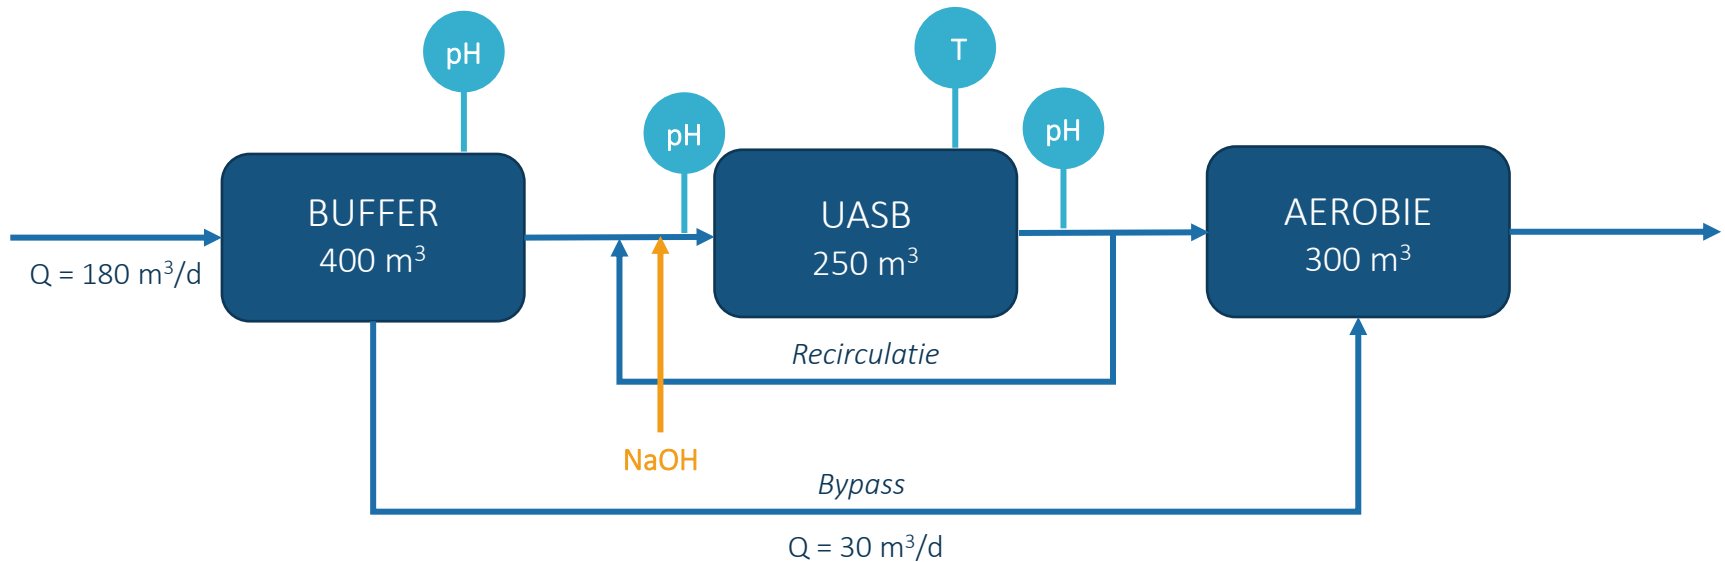 pH
T
pH
pH
BUFFER
400 m³
UASB
250 m³
AEROBIE
300 m³
Q = 180 m³/d
Recirculatie
NaOH
Bypass
Q = 30 m³/d